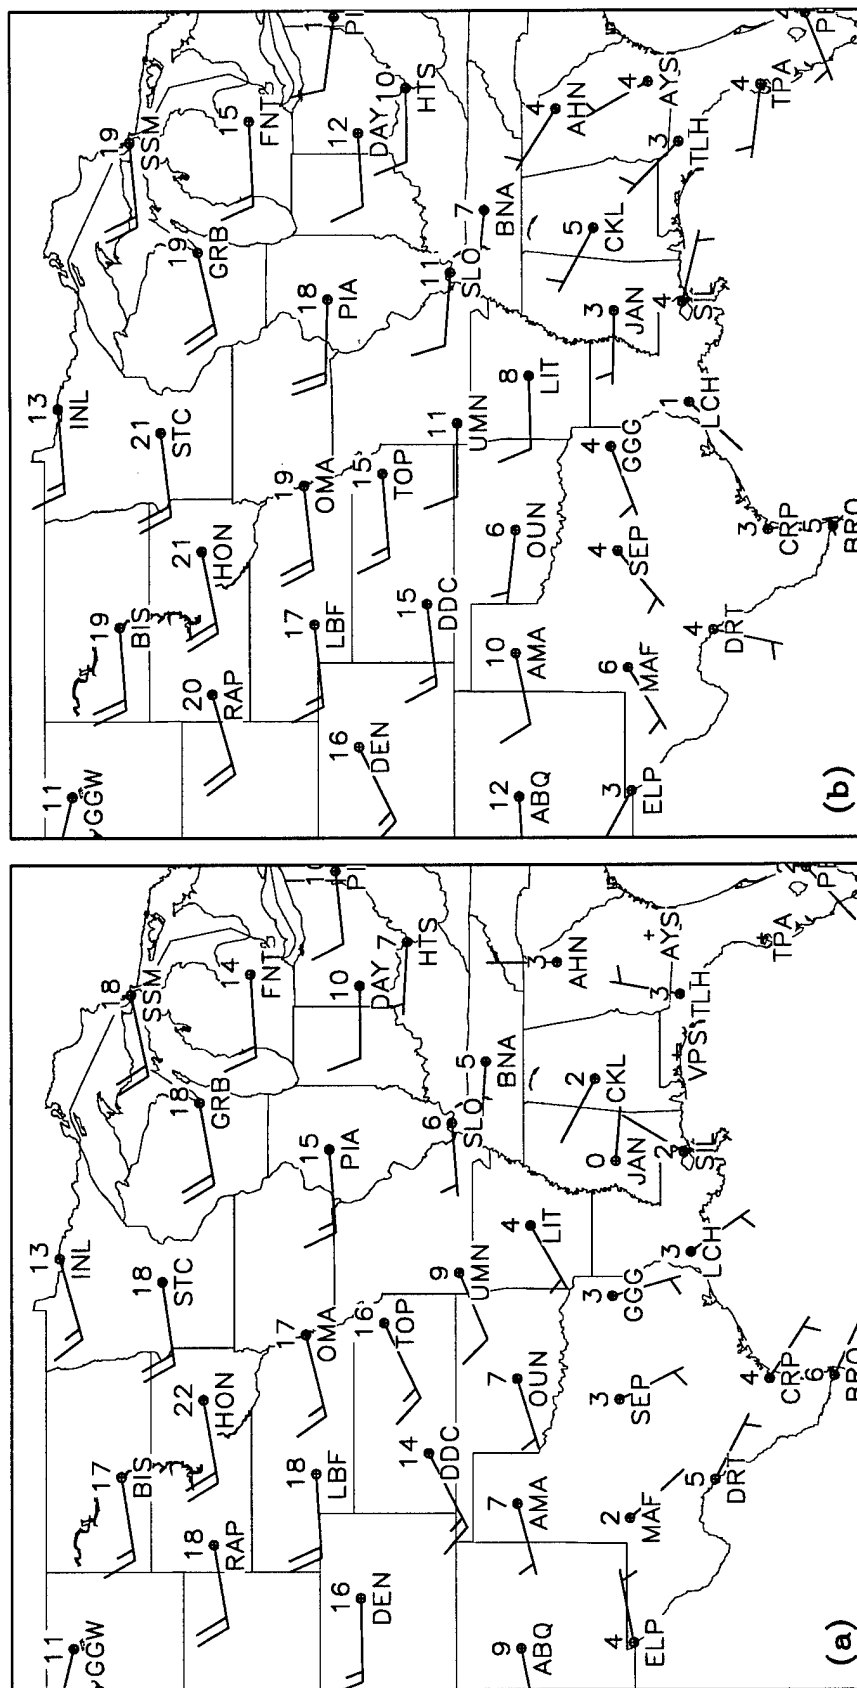 11
GGW
13
INL
17
BIS
18
SSM
18
STC
18
GRB
22
HON
18
RAP
14
FNT
17
OMA
18
LBF
15
PIA
PI
16
DEN
10
DAY
16
TOP
7
HTS
14
DDC
6
SLO
9
UMN
5
BNA
9
ABQ
7
AMA
7
OUN
4
LIT
3
AHN
2
CKL
0
JAN
3
GGG
3
SEP
2
MAF
4
ELP
AYS
3
TLH
VPS
2
SIL
3
LCH
5
DRT
4
CRP
TPA
6
BRO
2
(a)
11
GGW
13
INL
19
BIS
19
SSM
21
STC
19
GRB
21
HON
20
RAP
15
FNT
19
OMA
17
LBF
18
PIA
1
PI
16
DEN
12
DAY
15
TOP
10
HTS
15
DDC
11
SLO
11
UMN
7
BNA
12
ABQ
10
AMA
6
OUN
8
LIT
4
AHN
5
CKL
3
JAN
4
GGG
4
SEP
6
MAF
3
ELP
4
AYS
3
TLH
4
SIL
1
LCH
4
DRT
3
CRP
4
TPA
5
BRO
4
(b)